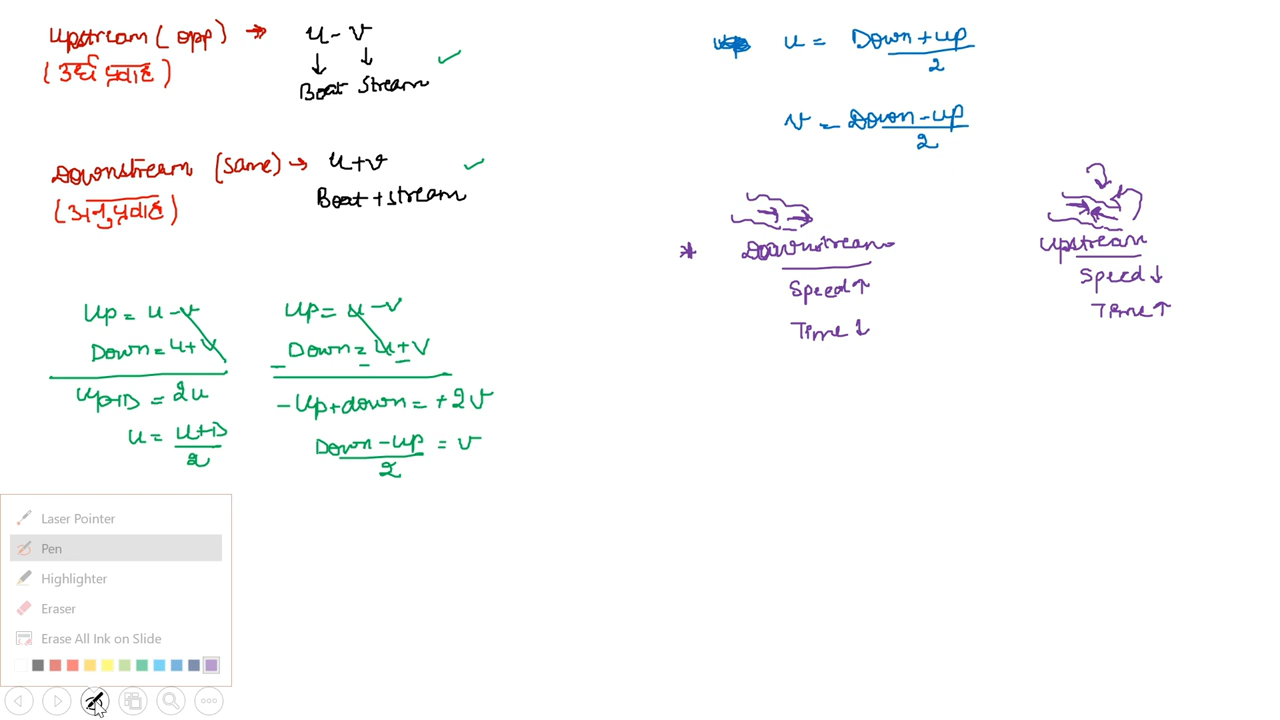 Upstream (opp) → u - v
(उर्ध्व प्रवाह)
↓ ↓
Boat Stream ✓
Downstream (Same) → u+v ✓
(अनुप्रवाह) Boat + Stream
Up = u - v
Down = u + v
Up+D = 2u
u = u+D
2
Up = u - v
Down = u + v
- - -
- Up + down = +2v
Down - up = v
2
u = Down + up
2
v = Down - up
2
* Downstream
Speed ↑
Time ↓
Upstream
Speed ↓
Time ↑
Laser Pointer
Pen
Highlighter
Eraser
Erase All Ink on Slide